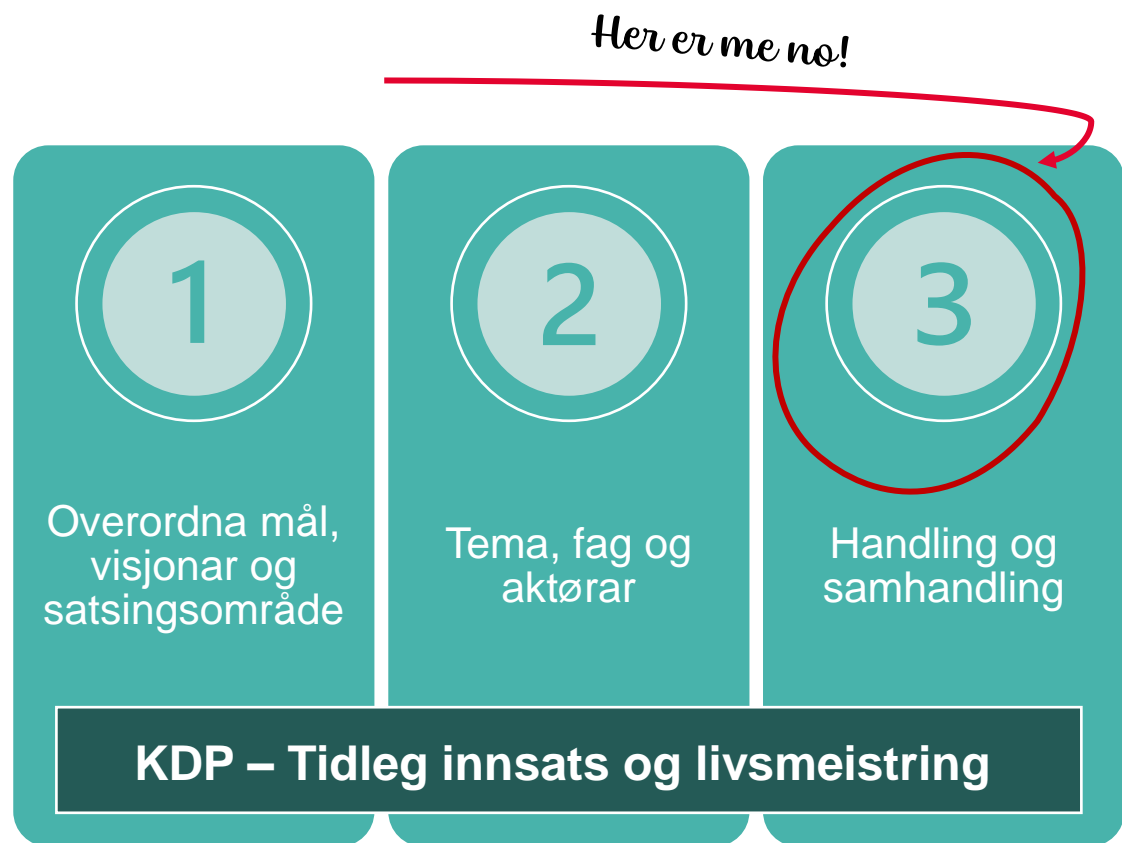 Her er me no!
1
Overordna mål,
visjonar og
satsingsområde
2
Tema, fag og
aktørar
3
Handling og
samhandling
KDP – Tidleg innsats og livsmeistring